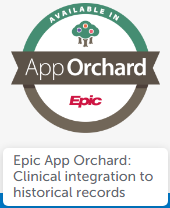 AVAILABLE IN
App Orchard
Epic
Epic App Orchard:
Clinical integration to
historical records